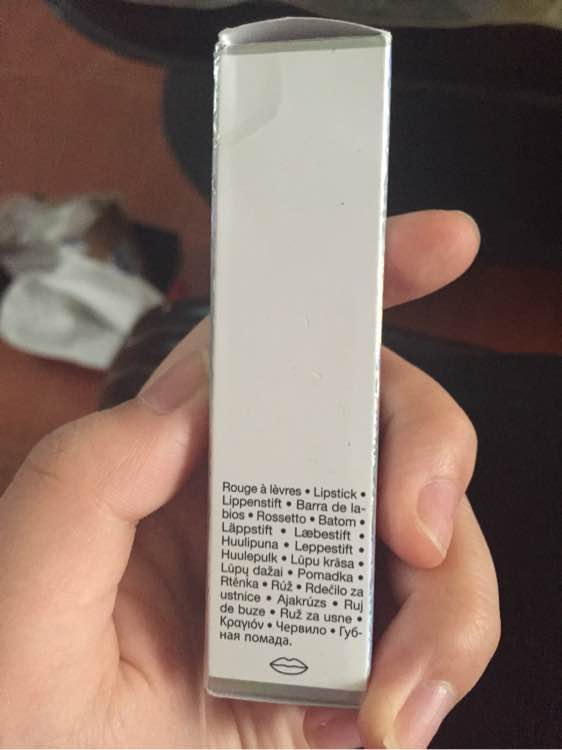 Rouge à lèvres • Lipstick •
Lippenstift • Barra de la-
bios • Rossetto • Batom •
Läppstift • Læbestift •
Huulipuna • Leppestift •
Huulepulk • Lūpu krāsa •
Lūpų dažai • Pomadka •
Rtěnka • Rúž • Rdečilo za
ustnice • Ajakrúzs • Ruj
de buze • Ruž za usne •
Κραγιόν • Червило • Губ-
ная помада.